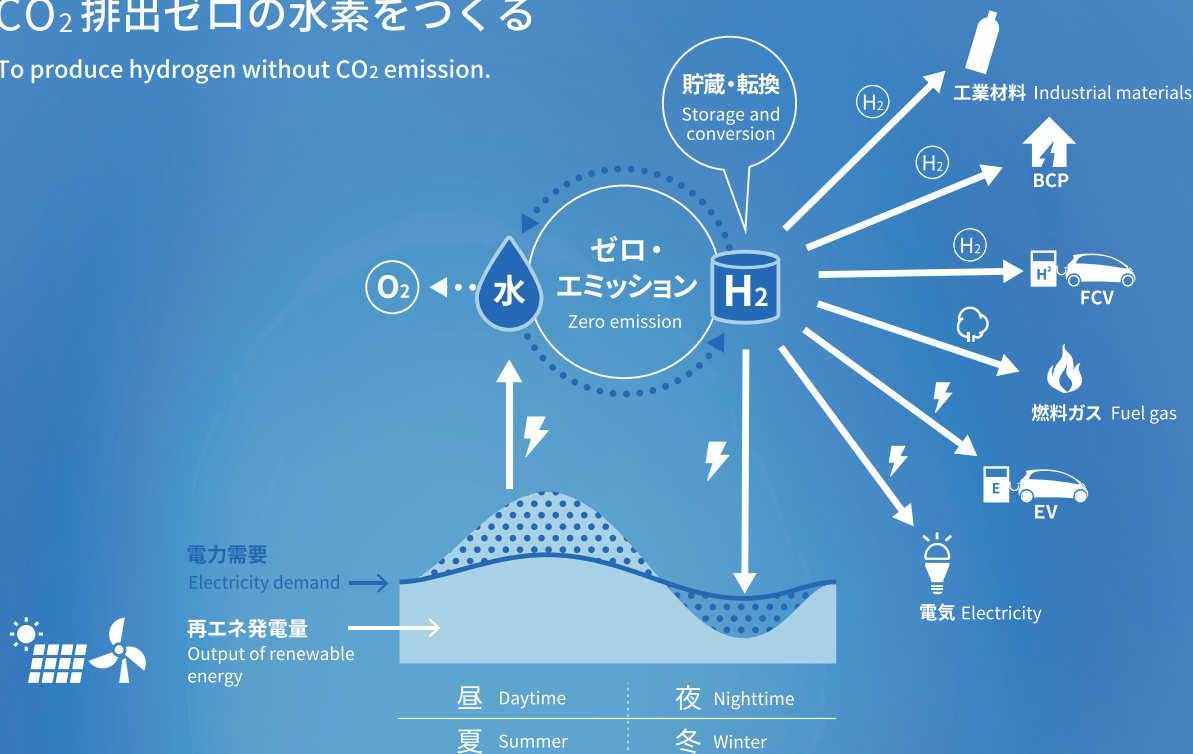 CO2排出ゼロの水素をつくる
To produce hydrogen without CO2 emission.
貯蔵・転換
Storage and
conversion
H2
工業材料 Industrial materials
H2
BCP
H2
H2
FCV
ゼロ・
エミッション
Zero emission
O2
水
H2
燃料ガス Fuel gas
E
EV
電気 Electricity
電力需要
Electricity demand
再エネ発電量
Output of renewable
energy
昼 Daytime
夜 Nighttime
夏 Summer
冬 Winter